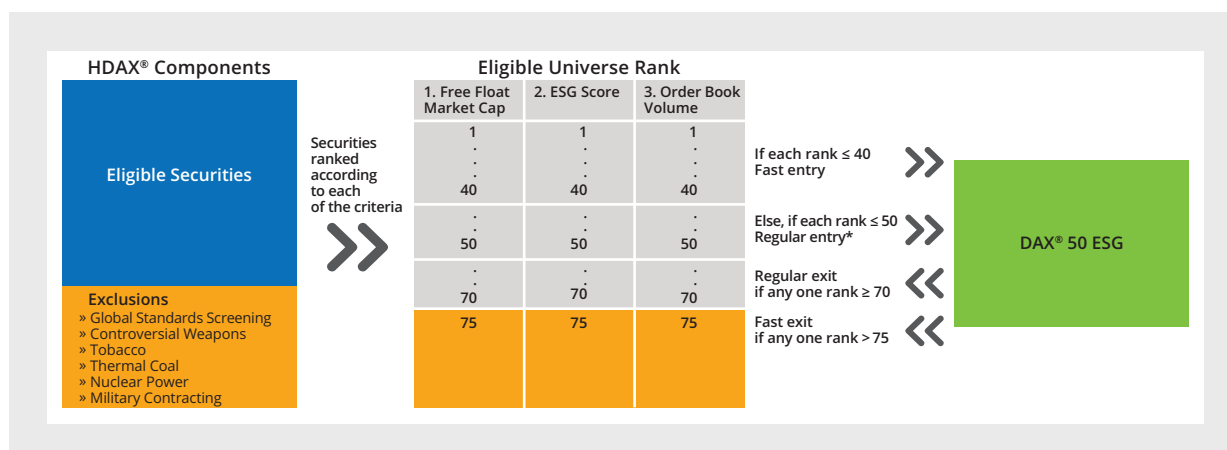 HDAX® Components
Eligible Securities
Exclusions
» Global Standards Screening
» Controversial Weapons
» Tobacco
» Thermal Coal
» Nuclear Power
» Military Contracting
Securities
ranked
according
to each
of the criteria
Eligible Universe Rank
1. Free Float
Market Cap
2. ESG Score
3. Order Book
Volume
1 1 1
. . .
. . .
. . .
40 40 40
. . .
. . .
50 50 50
. . .
. . .
70 70 70
75 75 75
If each rank ≤ 40
Fast entry
Else, if each rank ≤ 50
Regular entry*
Regular exit
if any one rank ≥ 70
Fast exit
if any one rank > 75
DAX® 50 ESG